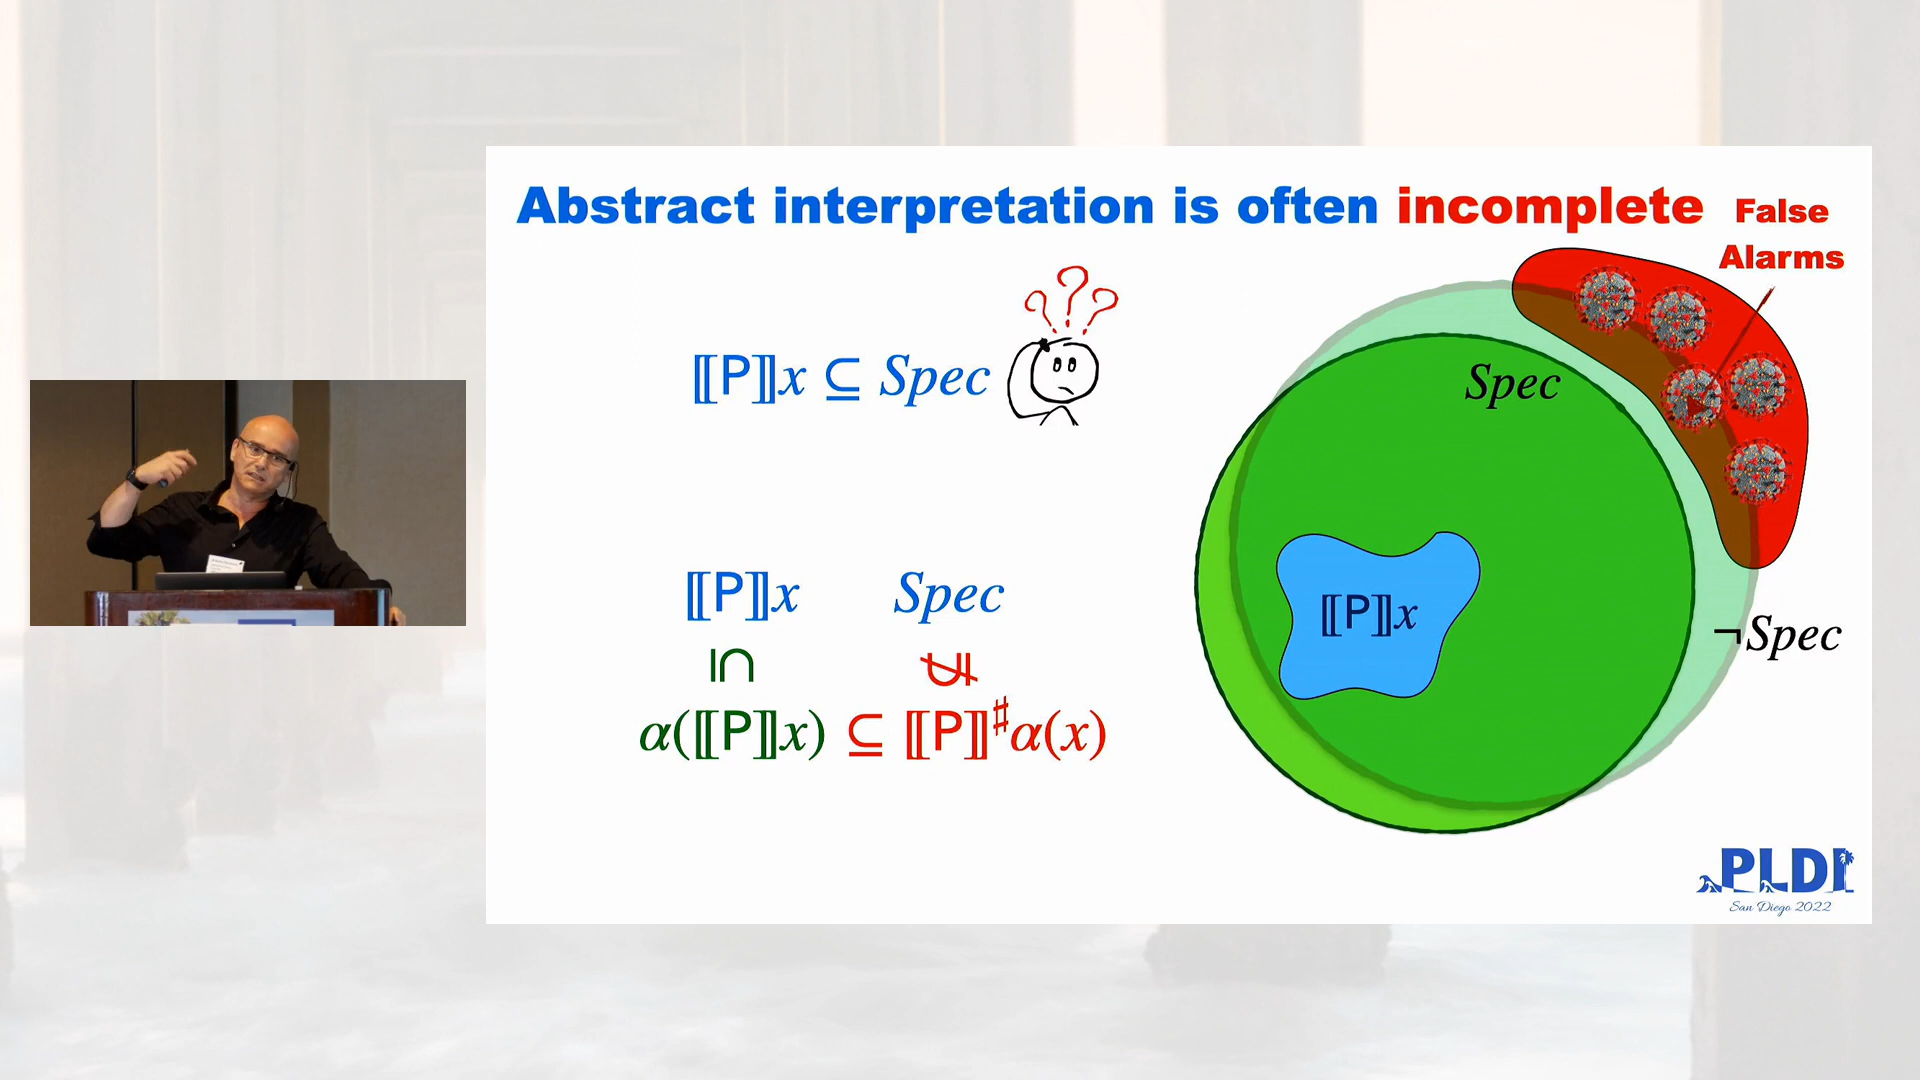 Abstract interpretation is often incomplete
False
Alarms
? ? ?
⟦P⟧x ⊆ Spec
Spec
⟦P⟧x
¬Spec
⟦P⟧x Spec
⊆ ⊈
α(⟦P⟧x) ⊆ ⟦P⟧♯α(x)
PLDI
San Diego 2022